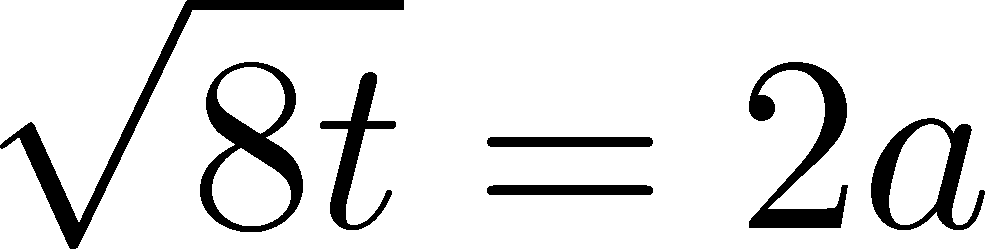 √8t = 2a